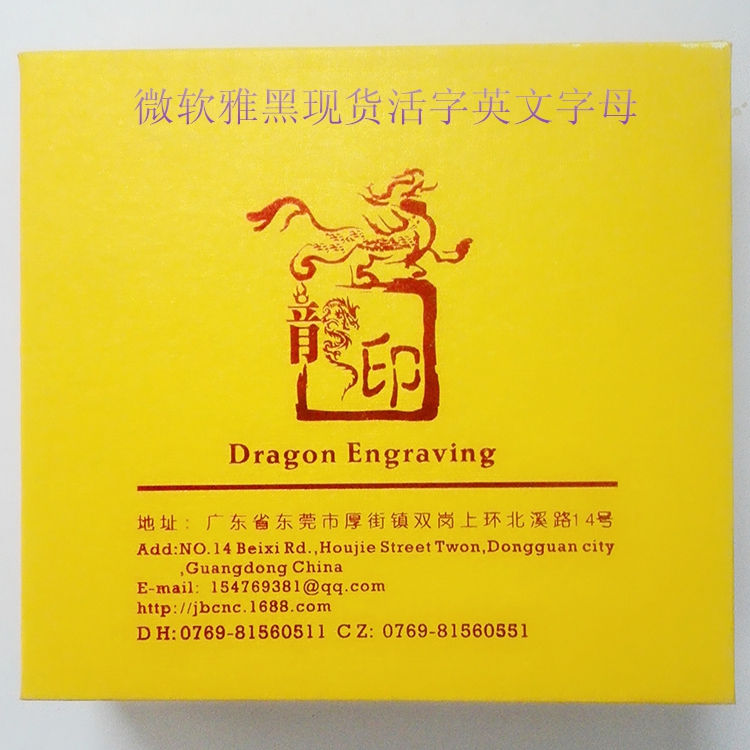 微软雅黑现货活字英文字母
龍印
Dragon Engraving
地址: 广东省东莞市厚街镇双岗上环北溪路14号
Add:NO.14 Beixi Rd.,Houjie Street Twon,Dongguan city
,Guangdong China
E-mail: 154769381@qq.com
http://jbcnc.1688.com
DH:0769-81560511 CZ: 0769-81560551